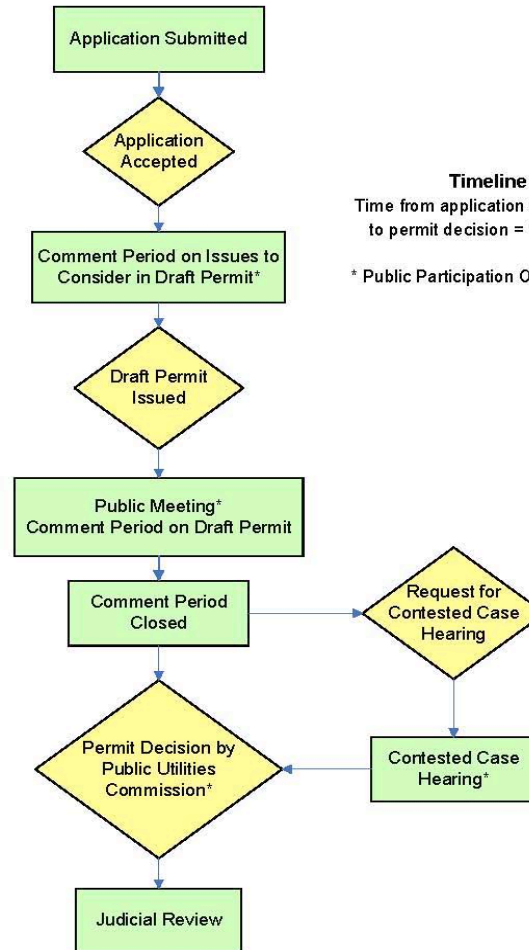 Application Submitted
Application
Accepted
Timeline
Time from application
to permit decision =
Comment Period on Issues to
Consider in Draft Permit*
* Public Participation O
Draft Permit
Issued
Public Meeting*
Comment Period on Draft Permit
Comment Period
Closed
Request for
Contested Case
Hearing
Permit Decision by
Public Utilities
Commission*
Contested Case
Hearing*
Judicial Review